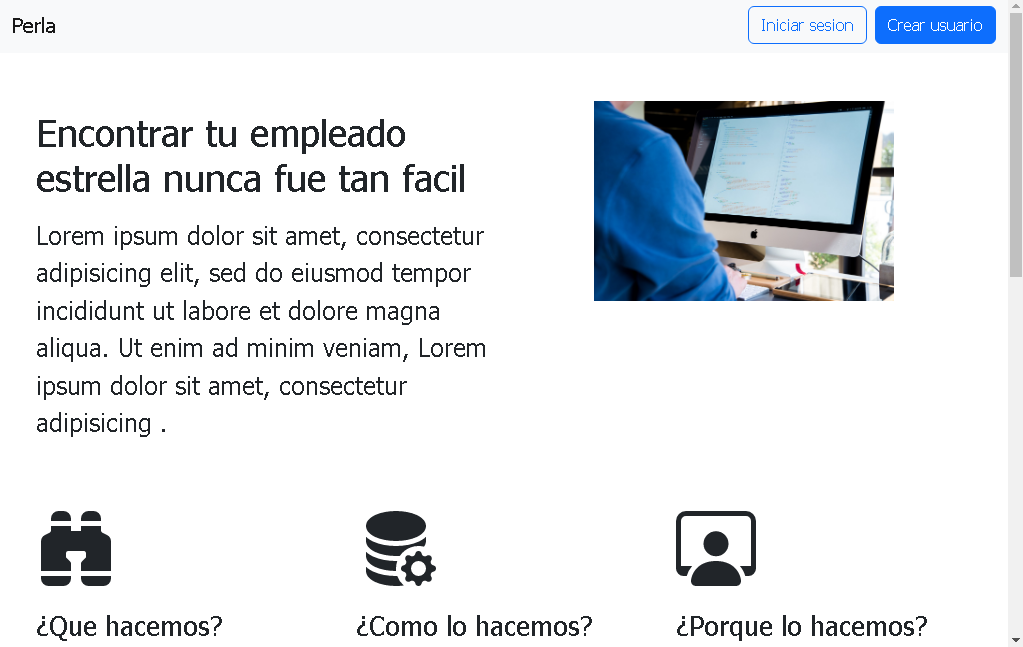 Perla
Iniciar sesion
Crear usuario
Encontrar tu empleado
estrella nunca fue tan facil
Lorem ipsum dolor sit amet, consectetur
adipisicing elit, sed do eiusmod tempor
incididunt ut labore et dolore magna
aliqua. Ut enim ad minim veniam, Lorem
ipsum dolor sit amet, consectetur
adipisicing .
¿Que hacemos?
¿Como lo hacemos?
¿Porque lo hacemos?